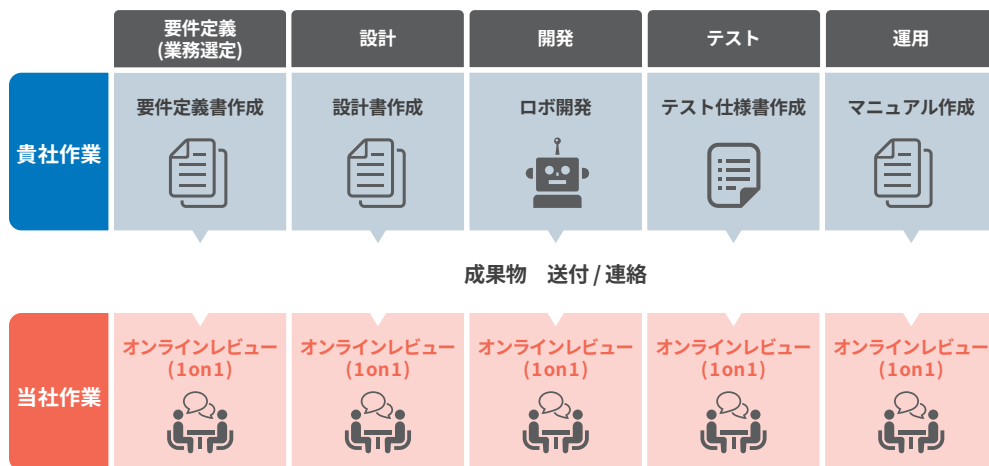 要件定義
(業務選定)
設計
開発
テスト
運用
貴社作業
要件定義書作成
設計書作成
ロボ開発
テスト仕様書作成
マニュアル作成
成果物　送付 / 連絡
当社作業
オンラインレビュー
(1on1)
オンラインレビュー
(1on1)
オンラインレビュー
(1on1)
オンラインレビュー
(1on1)
オンラインレビュー
(1on1)